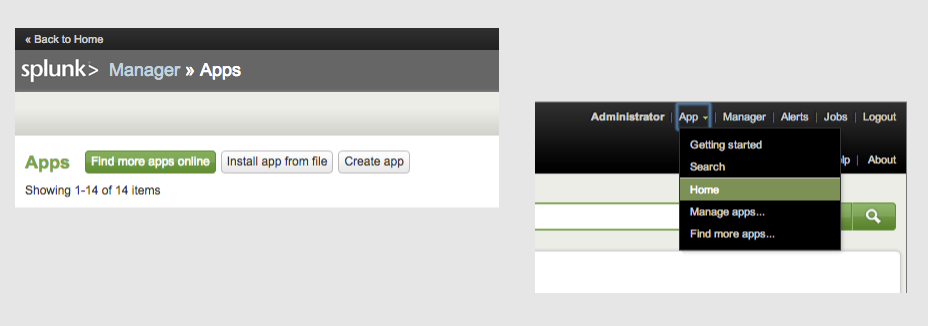 « Back to Home
splunk> Manager » Apps
Apps Find more apps online Install app from file Create app
Showing 1-14 of 14 items
Administrator | App | Manager | Alerts | Jobs | Logout
Getting started
| About
Search
Home
Manage apps...
Find more apps...